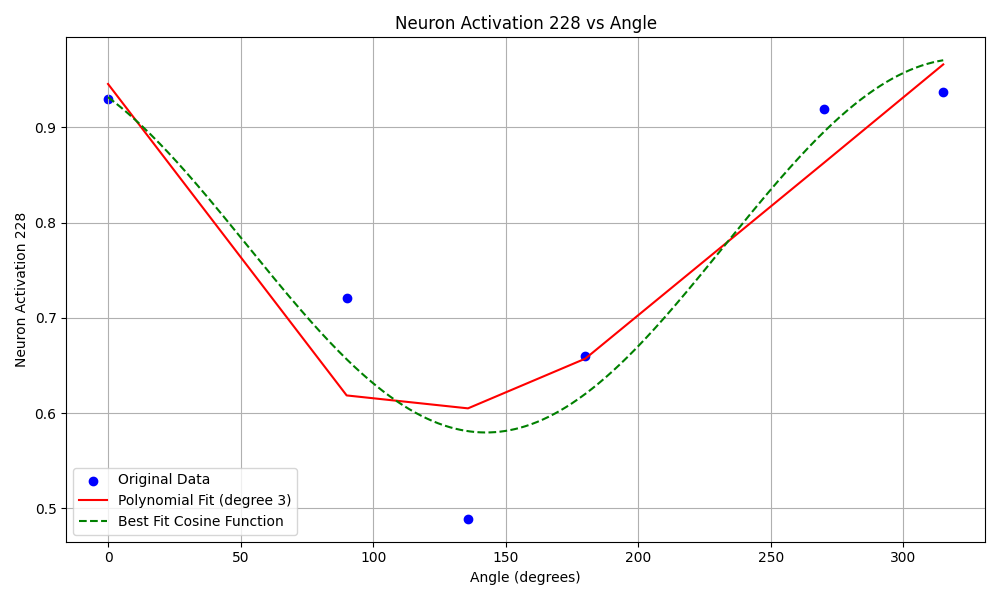 Neuron Activation 228 vs Angle
Neuron Activation 228
0.9
0.8
0.7
0.6
0.5
Original Data
Polynomial Fit (degree 3)
Best Fit Cosine Function
0 50 100 150 200 250 300
Angle (degrees)